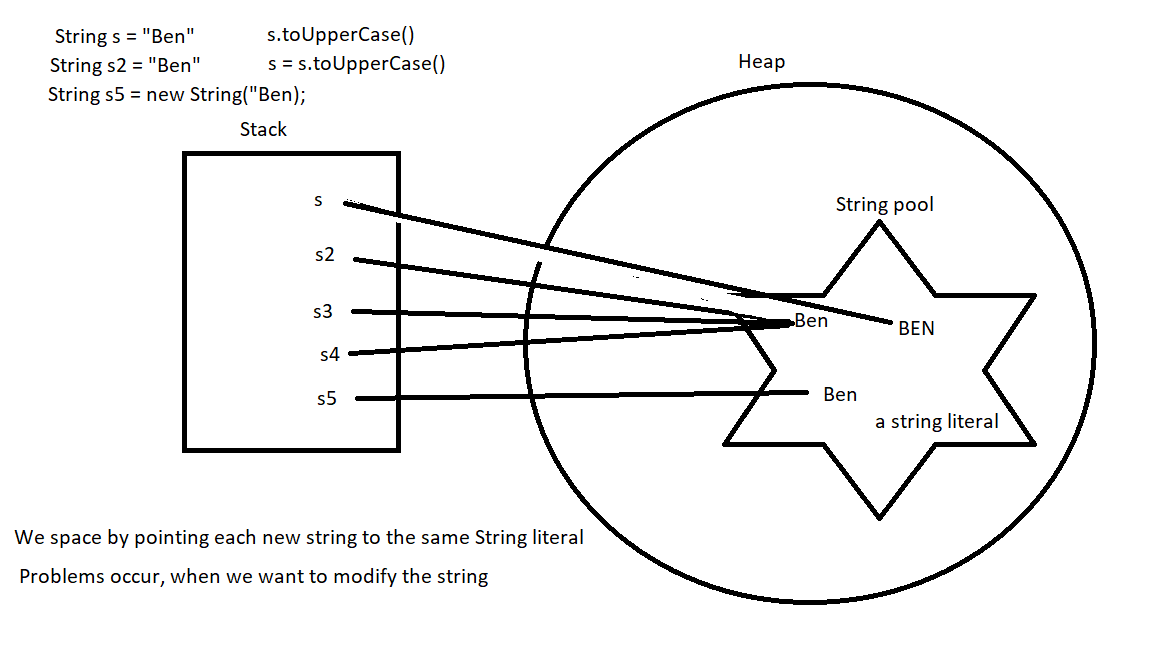 String s = "Ben"
s.toUpperCase()
String s2 = "Ben"
s = s.toUpperCase()
String s5 = new String("Ben);
Heap
Stack
s
String pool
s2
s3
Ben
BEN
s4
s5
Ben
a string literal
We space by pointing each new string to the same String literal
Problems occur, when we want to modify the string